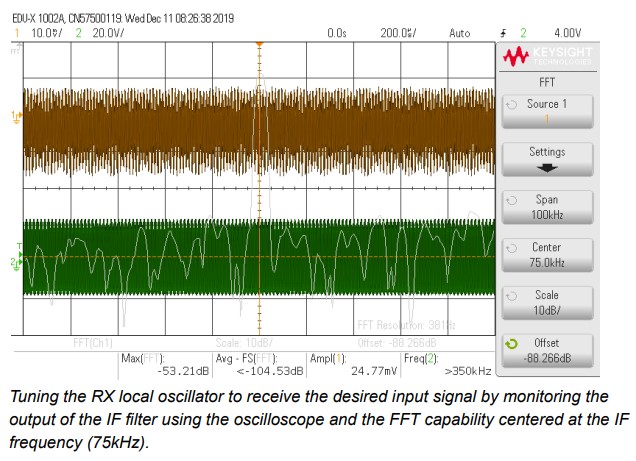 EDU-X 1002A, CN57500119: Wed Dec 11 08:26:38 2019
1 10.0mV/ 2 20.0V/ 0.0s 200.0µs/ Auto 2 4.00V
KEYSIGHT
TECHNOLOGIES
FFT
Source 1
1
Settings
Span
100kHz
Center
75.0kHz
Scale
10dB/
Offset
-88.266dB
1
T
2
FFT Resolution: 381Hz
FFT(Ch1) Scale: 10dB/ Offset: -88.266dB
Max(FFT): Avg - FS(FFT): Ampl(1): Freq(2):
-53.21dB <-104.53dB 24.77mV >350kHz
Tuning the RX local oscillator to receive the desired input signal by monitoring the
output of the IF filter using the oscilloscope and the FFT capability centered at the IF
frequency (75kHz).